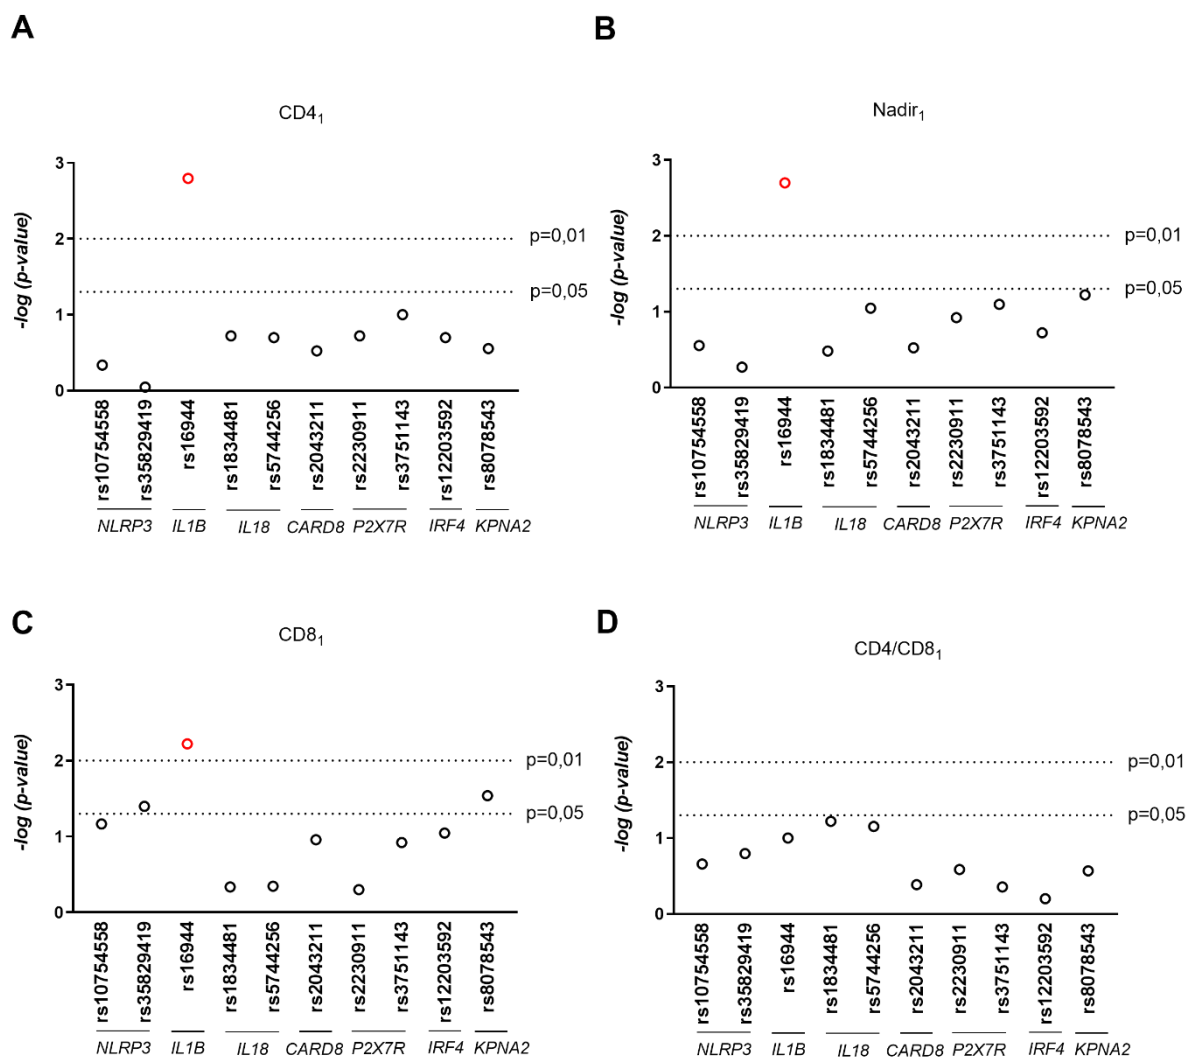 A
CD4₁
-log (p-value)
3
2
1
0
p=0,01
p=0,05
rs10754558
rs35829419
rs16944
rs1834481
rs5744256
rs2043211
rs2230911
rs3751143
rs12203592
rs8078543
NLRP3 IL1B IL18 CARD8 P2X7R IRF4 KPNA2
B
Nadir₁
-log (p-value)
3
2
1
0
p=0,01
p=0,05
rs10754558
rs35829419
rs16944
rs1834481
rs5744256
rs2043211
rs2230911
rs3751143
rs12203592
rs8078543
NLRP3 IL1B IL18 CARD8 P2X7R IRF4 KPNA2
C
CD8₁
-log (p-value)
3
2
1
0
p=0,01
p=0,05
rs10754558
rs35829419
rs16944
rs1834481
rs5744256
rs2043211
rs2230911
rs3751143
rs12203592
rs8078543
NLRP3 IL1B IL18 CARD8 P2X7R IRF4 KPNA2
D
CD4/CD8₁
-log (p-value)
3
2
1
0
p=0,01
p=0,05
rs10754558
rs35829419
rs16944
rs1834481
rs5744256
rs2043211
rs2230911
rs3751143
rs12203592
rs8078543
NLRP3 IL1B IL18 CARD8 P2X7R IRF4 KPNA2